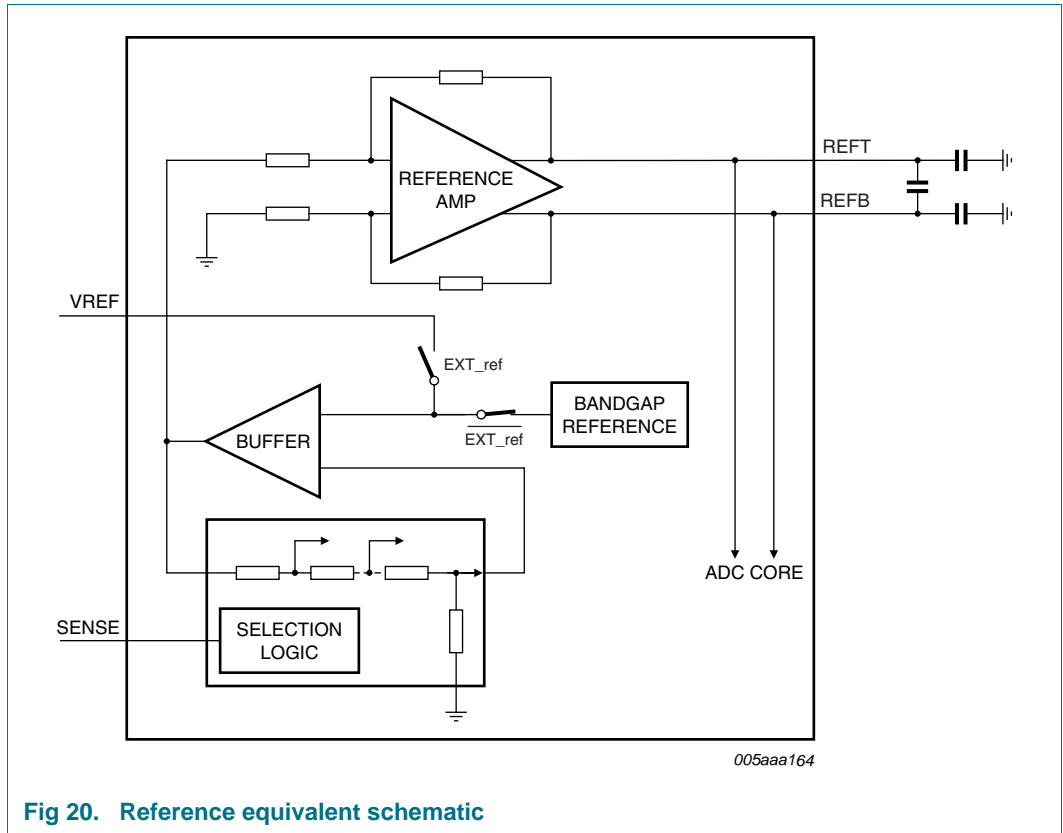 REFERENCE
AMP
REFT
REFB
VREF
EXT_ref
EXT_ref
BANDGAP
REFERENCE
BUFFER
ADC CORE
SENSE
SELECTION
LOGIC
005aaa164
Fig 20. Reference equivalent schematic